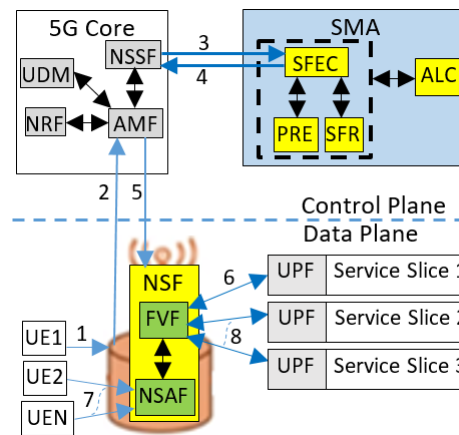 5G Core
SMA
NSSF
3
4
SFEC
UDM
ALC
NRF
AMF
PRE
SFR
2
5
Control Plane
Data Plane
NSF
6
UPF
Service Slice 1
FVF
UE1
1
UPF
Service Slice 2
8
UE2
NSAF
UPF
Service Slice 3
7
UEN